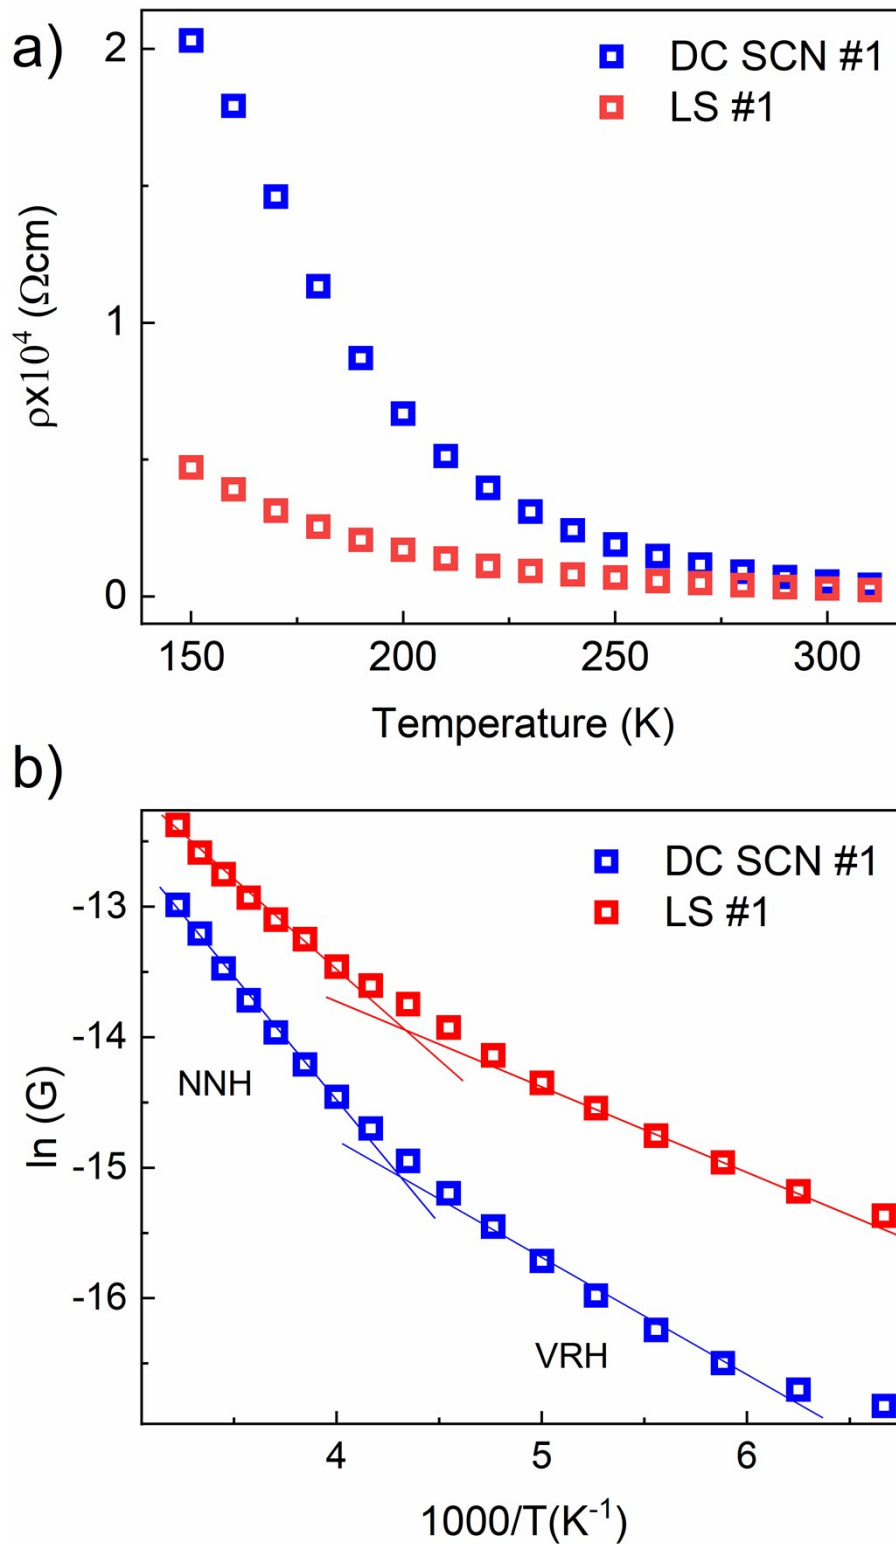 a)
DC SCN #1
LS #1
2
1
0
ρx10⁴ (Ωcm)
150 200 250 300
Temperature (K)
b)
DC SCN #1
LS #1
-13
-14
-15
-16
ln (G)
NNH
VRH
4 5 6
1000/T(K⁻¹)